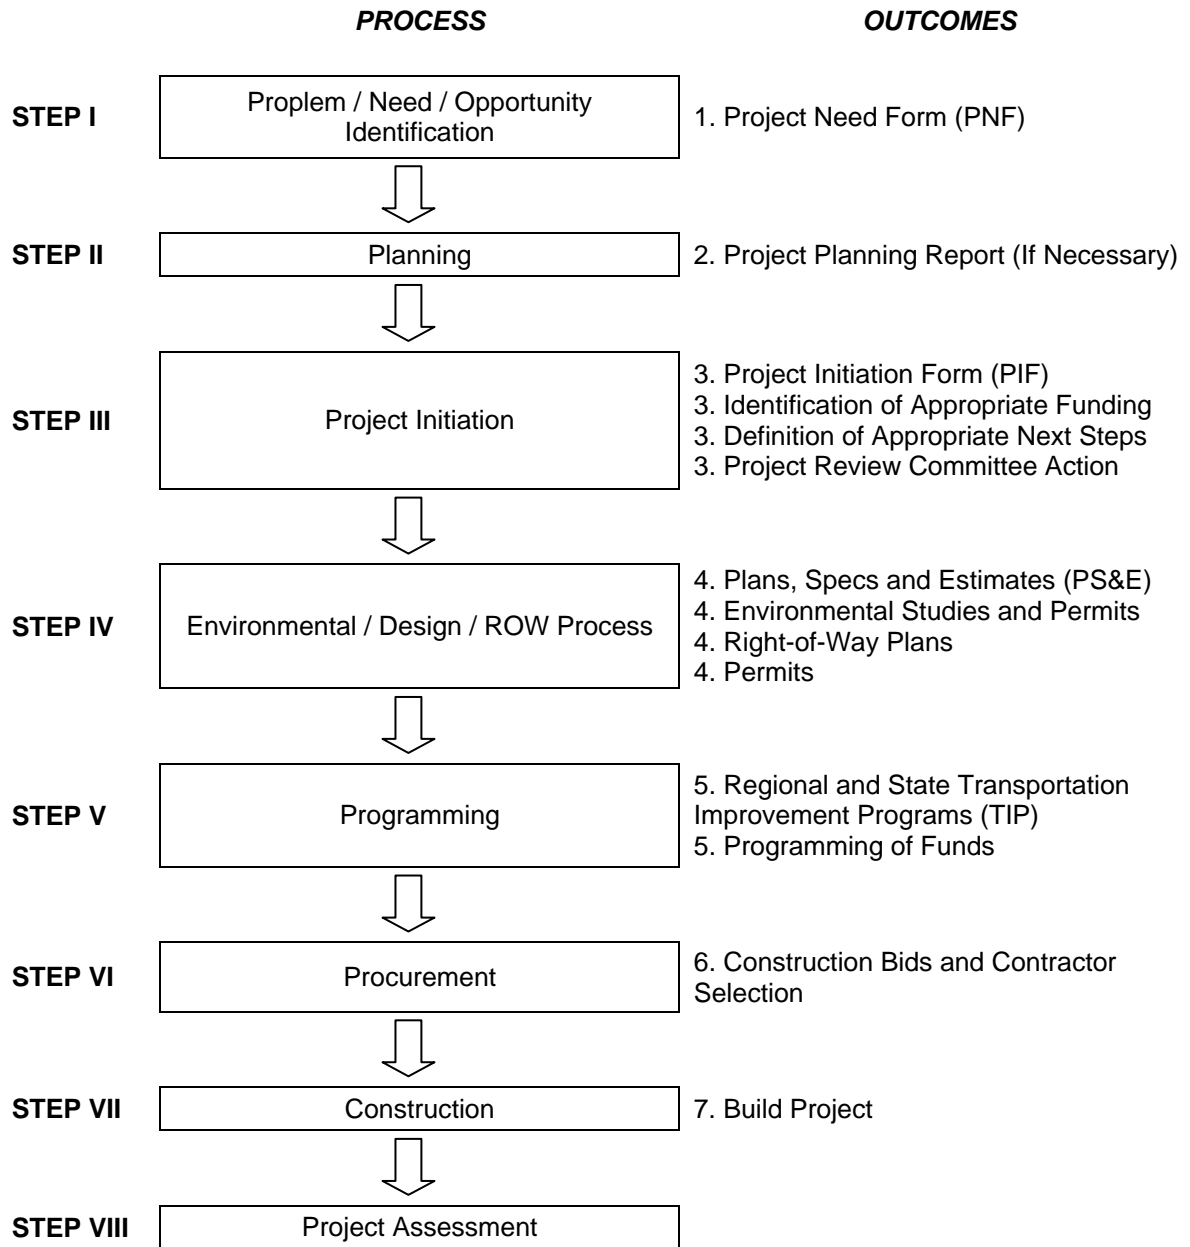 PROCESS
OUTCOMES
STEP I
Proplem / Need / Opportunity
Identification
1. Project Need Form (PNF)
STEP II
Planning
2. Project Planning Report (If Necessary)
STEP III
Project Initiation
3. Project Initiation Form (PIF)
3. Identification of Appropriate Funding
3. Definition of Appropriate Next Steps
3. Project Review Committee Action
STEP IV
Environmental / Design / ROW Process
4. Plans, Specs and Estimates (PS&E)
4. Environmental Studies and Permits
4. Right-of-Way Plans
4. Permits
STEP V
Programming
5. Regional and State Transportation
Improvement Programs (TIP)
5. Programming of Funds
STEP VI
Procurement
6. Construction Bids and Contractor
Selection
STEP VII
Construction
7. Build Project
STEP VIII
Project Assessment